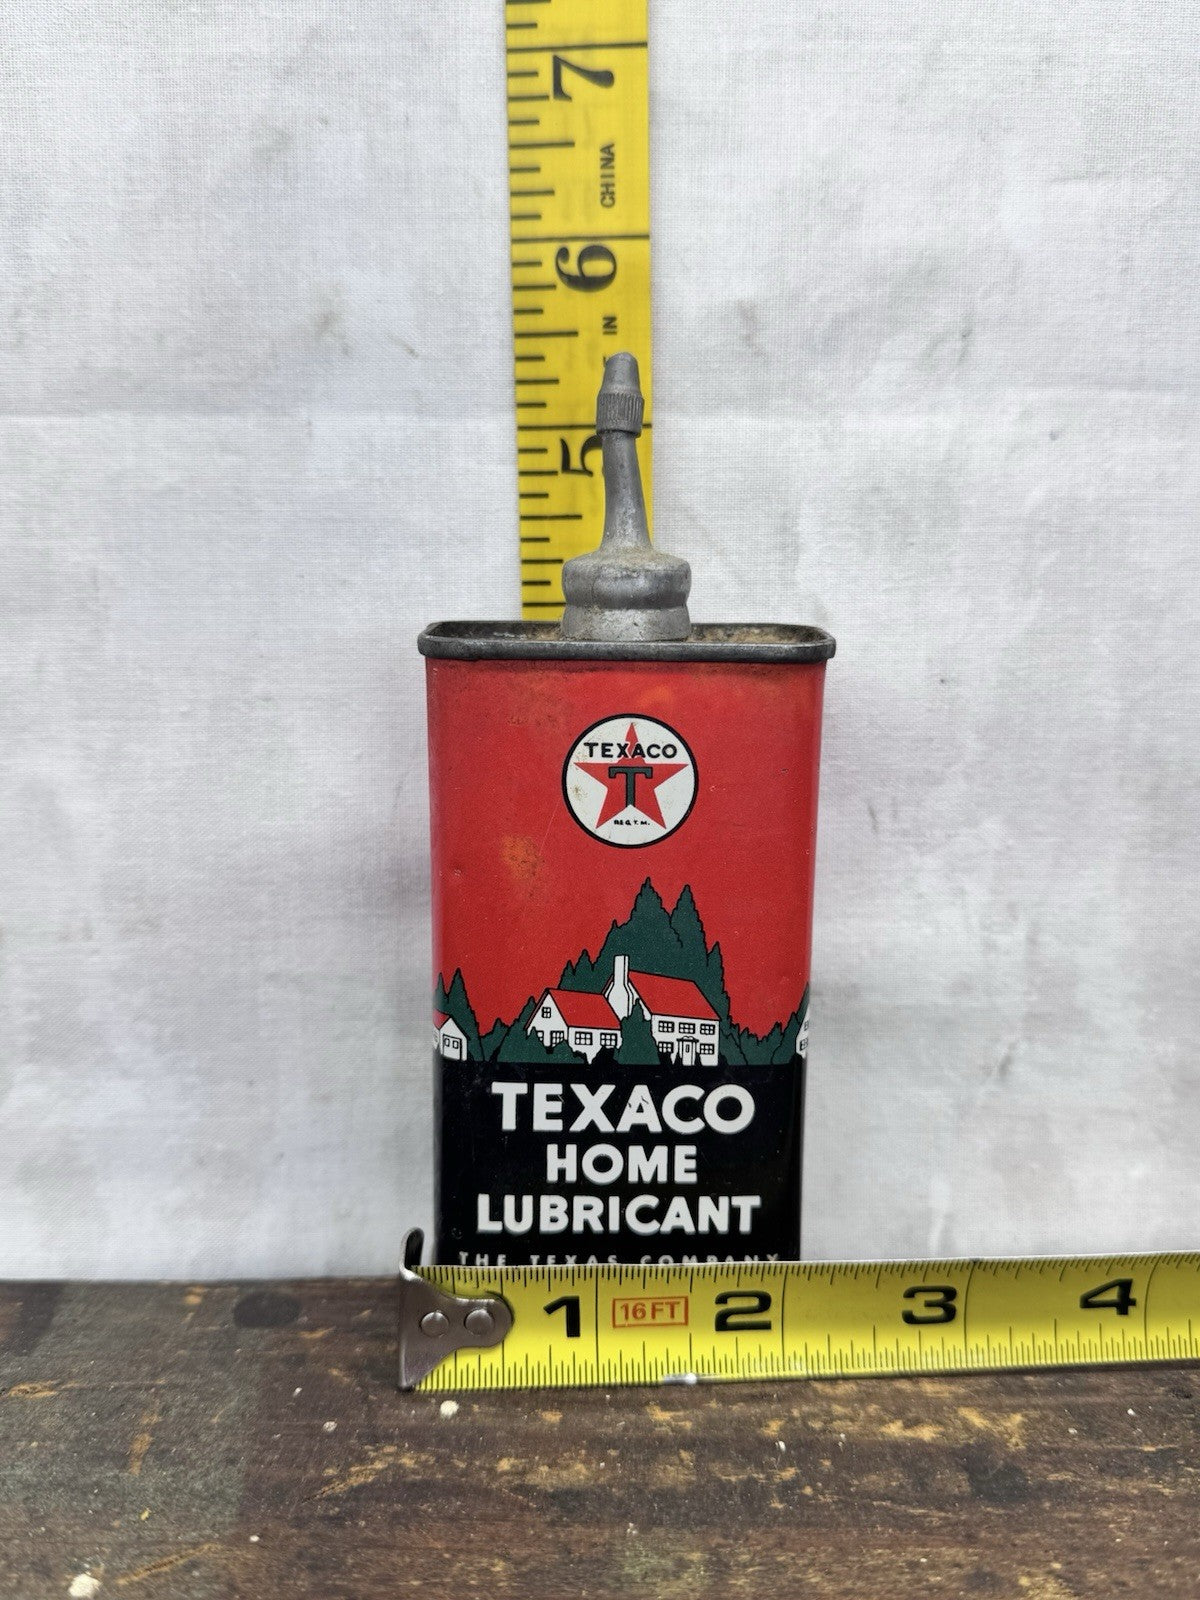 7
CHINA
6
IN
5
TEXACO
T
REG. T. M.
TEXACO
HOME
LUBRICANT
THE TEXAS COMPANY
1 16FT 2 3 4